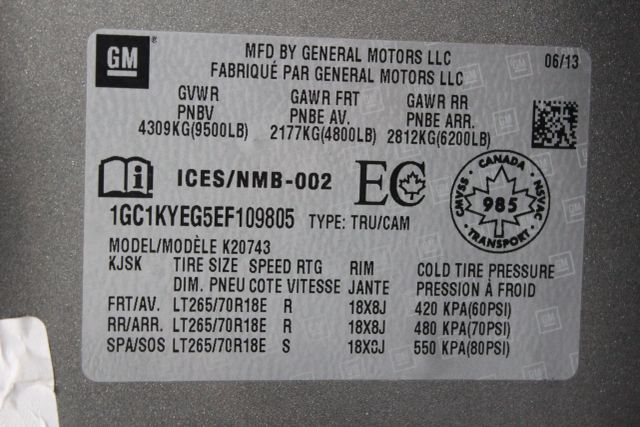 GM
MFD BY GENERAL MOTORS LLC 06/13
FABRIQUÉ PAR GENERAL MOTORS LLC
GVWR GAWR FRT GAWR RR
PNBV PNBE AV. PNBE ARR.
4309KG(9500LB) 2177KG(4800LB) 2812KG(6200LB)
i ICES/NMB-002 EC
CANADA CMVSS NSVAC 985 TRANSPORT
1GC1KYEG5EF109805 TYPE: TRU/CAM
MODEL/MODÈLE K20743
KJSK TIRE SIZE SPEED RTG RIM COLD TIRE PRESSURE
DIM. PNEU COTE VITESSE JANTE PRESSION À FROID
FRT/AV. LT265/70R18E R 18X8J 420 KPA(60PSI)
RR/ARR. LT265/70R18E R 18X8J 480 KPA(70PSI)
SPA/SOS LT265/70R18E S 18X8J 550 KPA(80PSI)